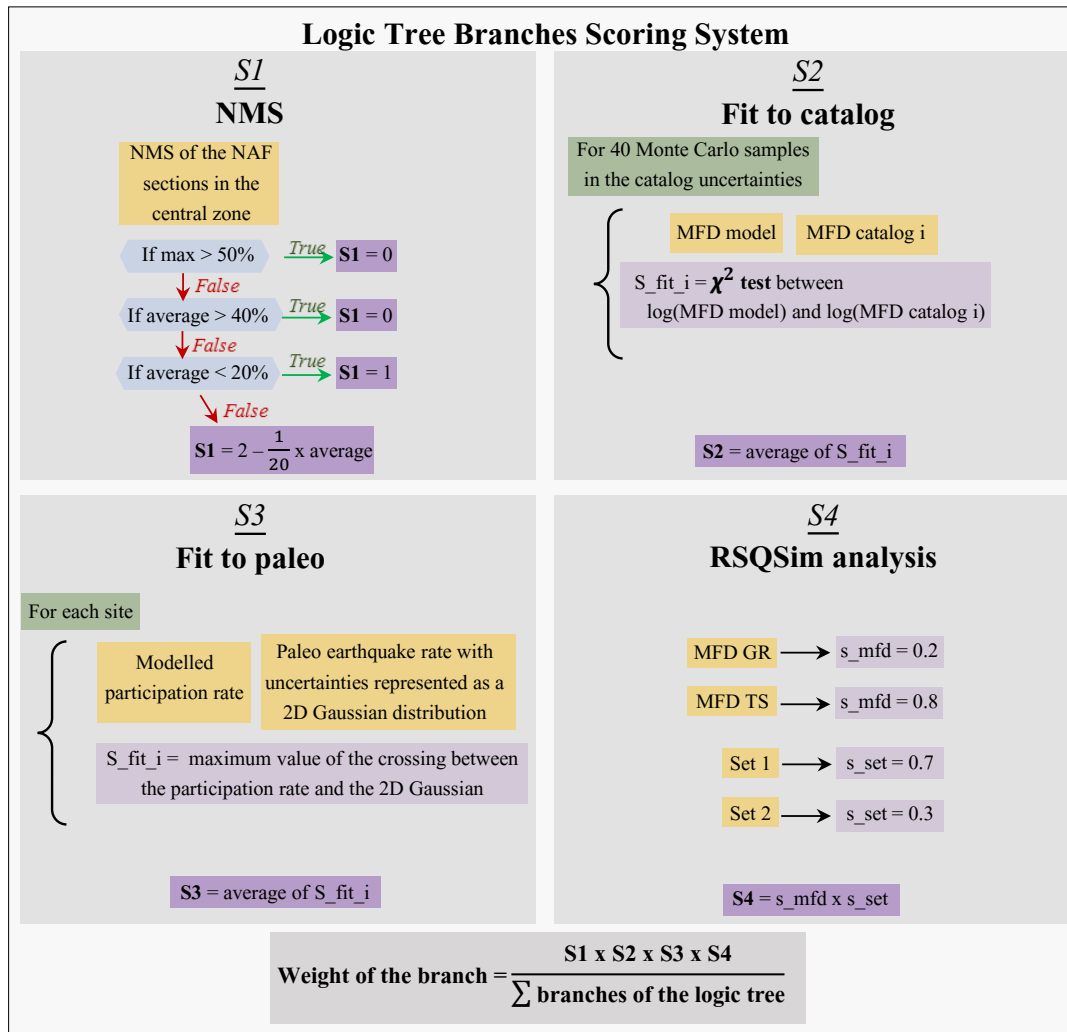 Logic Tree Branches Scoring System
S1
NMS
NMS of the NAF
sections in the
central zone
If max > 50%
True
S1 = 0
False
If average > 40%
True
S1 = 0
False
If average < 20%
True
S1 = 1
False
S1 = 2 – 1/20 x average
S2
Fit to catalog
For 40 Monte Carlo samples
in the catalog uncertainties
MFD model
MFD catalog i
S_fit_i = χ² test between
log(MFD model) and log(MFD catalog i)
S2 = average of S_fit_i
S3
Fit to paleo
For each site
Modelled
participation rate
Paleo earthquake rate with
uncertainties represented as a
2D Gaussian distribution
S_fit_i = maximum value of the crossing between
the participation rate and the 2D Gaussian
S3 = average of S_fit_i
S4
RSQSim analysis
MFD GR
s_mfd = 0.2
MFD TS
s_mfd = 0.8
Set 1
s_set = 0.7
Set 2
s_set = 0.3
S4 = s_mfd x s_set
Weight of the branch =
S1 x S2 x S3 x S4
∑ branches of the logic tree